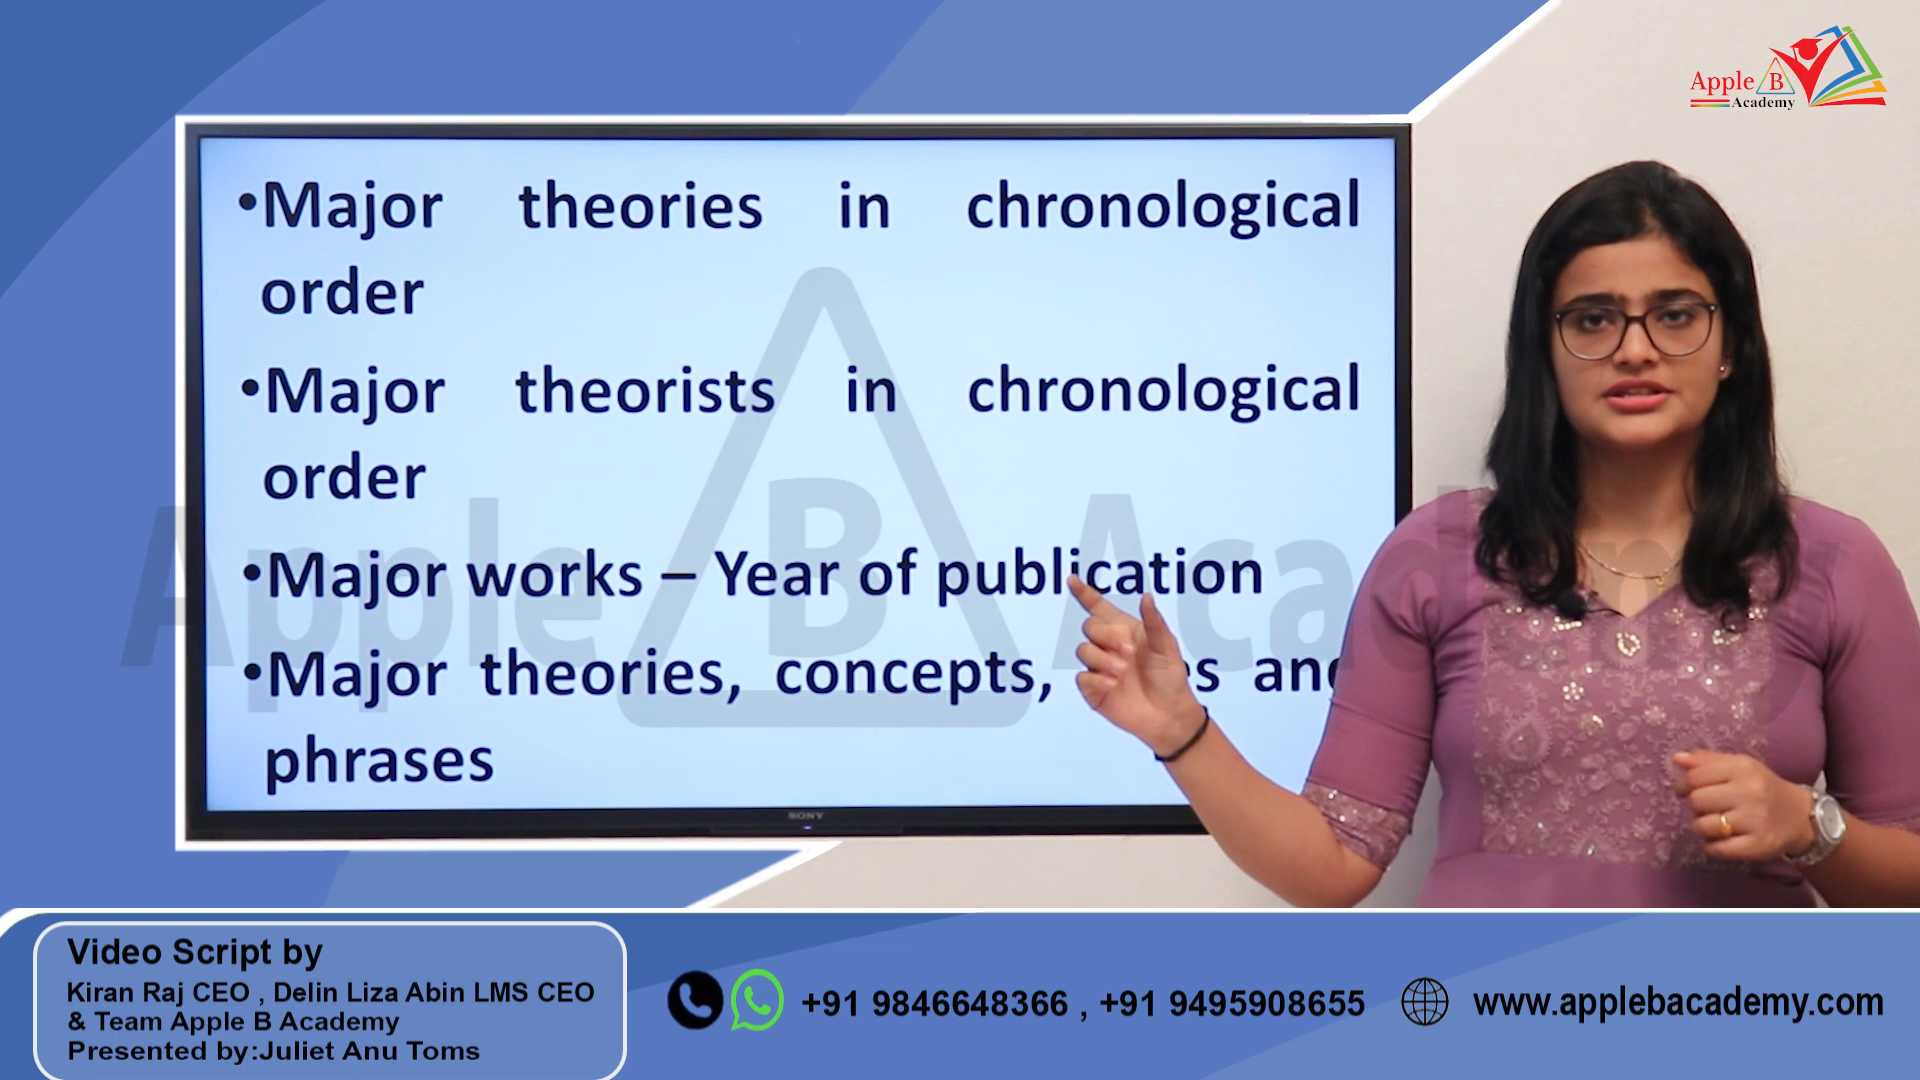 Apple B
Academy
•Major theories in chronological
order
•Major theorists in chronological
order
•Major works – Year of publication
•Major theories, concepts, and
phrases
Apple B Academy
SONY
Video Script by
Kiran Raj CEO , Delin Liza Abin LMS CEO
& Team Apple B Academy
Presented by:Juliet Anu Toms
+91 9846648366 , +91 9495908655
www.applebacademy.com